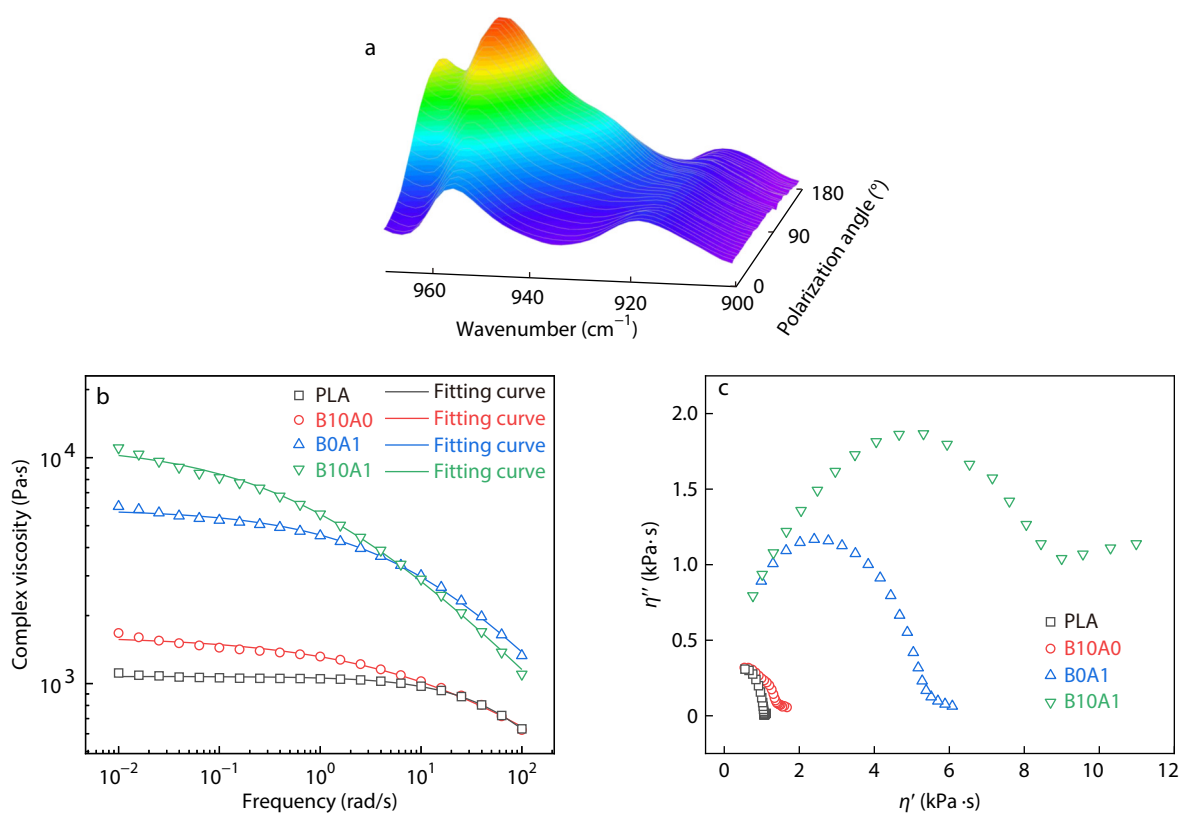 a
180
90
0
Polarization angle (°)
960
940
920
900
Wavenumber (cm⁻¹)
b
PLA
Fitting curve
B10A0
Fitting curve
B0A1
Fitting curve
B10A1
Fitting curve
10⁴
10³
Complex viscosity (Pa·s)
10⁻²
10⁻¹
10⁰
10¹
10²
Frequency (rad/s)
c
2.0
1.5
1.0
0.5
0
η′′ (kPa·s)
PLA
B10A0
B0A1
B10A1
0
2
4
6
8
10
12
η′ (kPa·s)